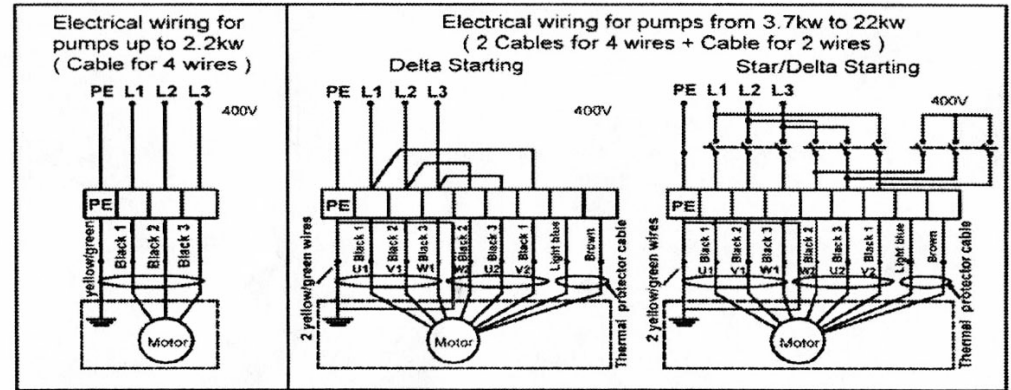 Electrical wiring for
pumps up to 2.2kw
( Cable for 4 wires )
PE L1 L2 L3
400V
PE
yellow/green
Black 1
Black 2
Black 3
Motor
Electrical wiring for pumps from 3.7kw to 22kw
( 2 Cables for 4 wires + Cable for 2 wires )
Delta Starting
PE L1 L2 L3
400V
PE
2 yellow/green wires
Black 1
Black 2
Black 3
Black 2
Black 3
Black 1
Light blue
Brown
U1 V1 W1 W2 U2 V2
Thermal protector cable
Motor
Star/Delta Starting
PE L1 L2 L3
400V
PE
2 yellow/green wires
Black 1
Black 2
Black 3
Black 2
Black 3
Black 1
Light blue
Brown
U1 V1 W1 W2 U2 V2
Thermal protector cable
Motor